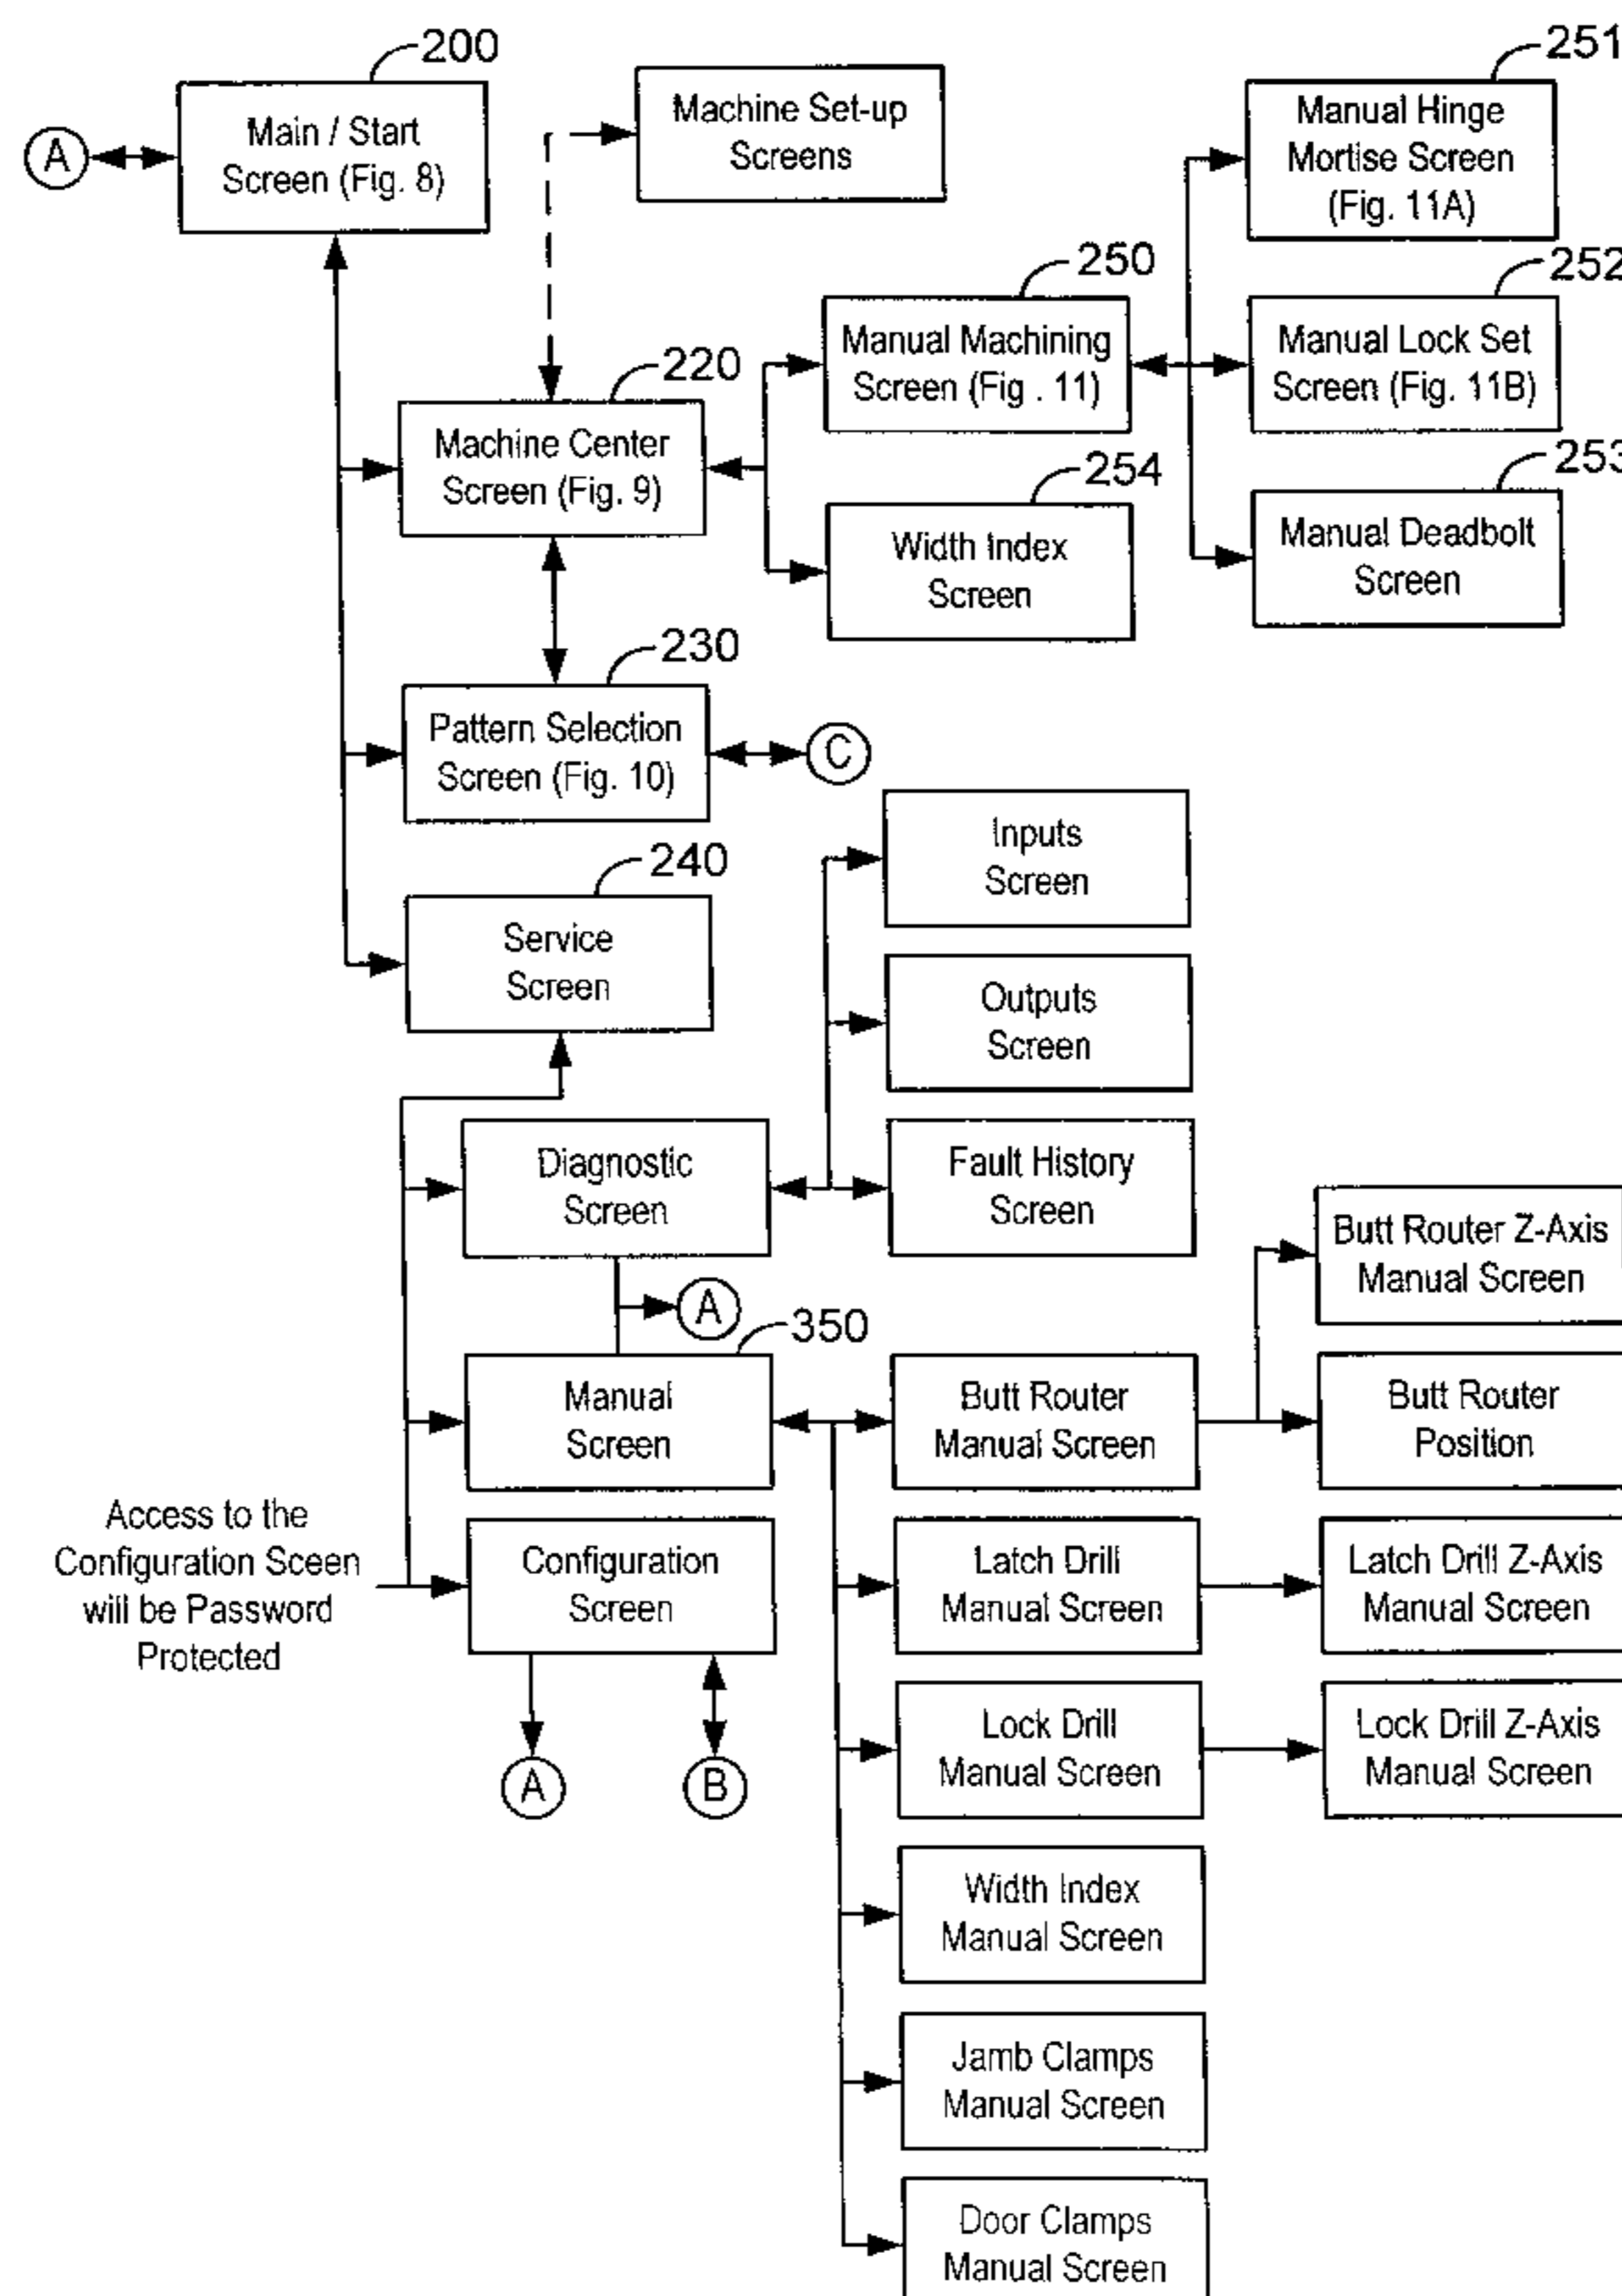 200
Main / Start
Screen (Fig. 8)
A
Machine Set-up
Screens
251
Manual Hinge
Mortise Screen
(Fig. 11A)
250
Manual Machining
Screen (Fig . 11)
252
Manual Lock Set
Screen (Fig. 11B)
220
Machine Center
Screen (Fig. 9)
254
Width Index
Screen
253
Manual Deadbolt
Screen
230
Pattern Selection
Screen (Fig. 10)
C
240
Service
Screen
Inputs
Screen
Outputs
Screen
Diagnostic
Screen
Fault History
Screen
A
350
Manual
Screen
Butt Router
Manual Screen
Butt Router Z-Axis
Manual Screen
Butt Router
Position
Access to the
Configuration Sceen
will be Password
Protected
Configuration
Screen
A
B
Latch Drill
Manual Screen
Latch Drill Z-Axis
Manual Screen
Lock Drill
Manual Screen
Lock Drill Z-Axis
Manual Screen
Width Index
Manual Screen
Jamb Clamps
Manual Screen
Door Clamps
Manual Screen